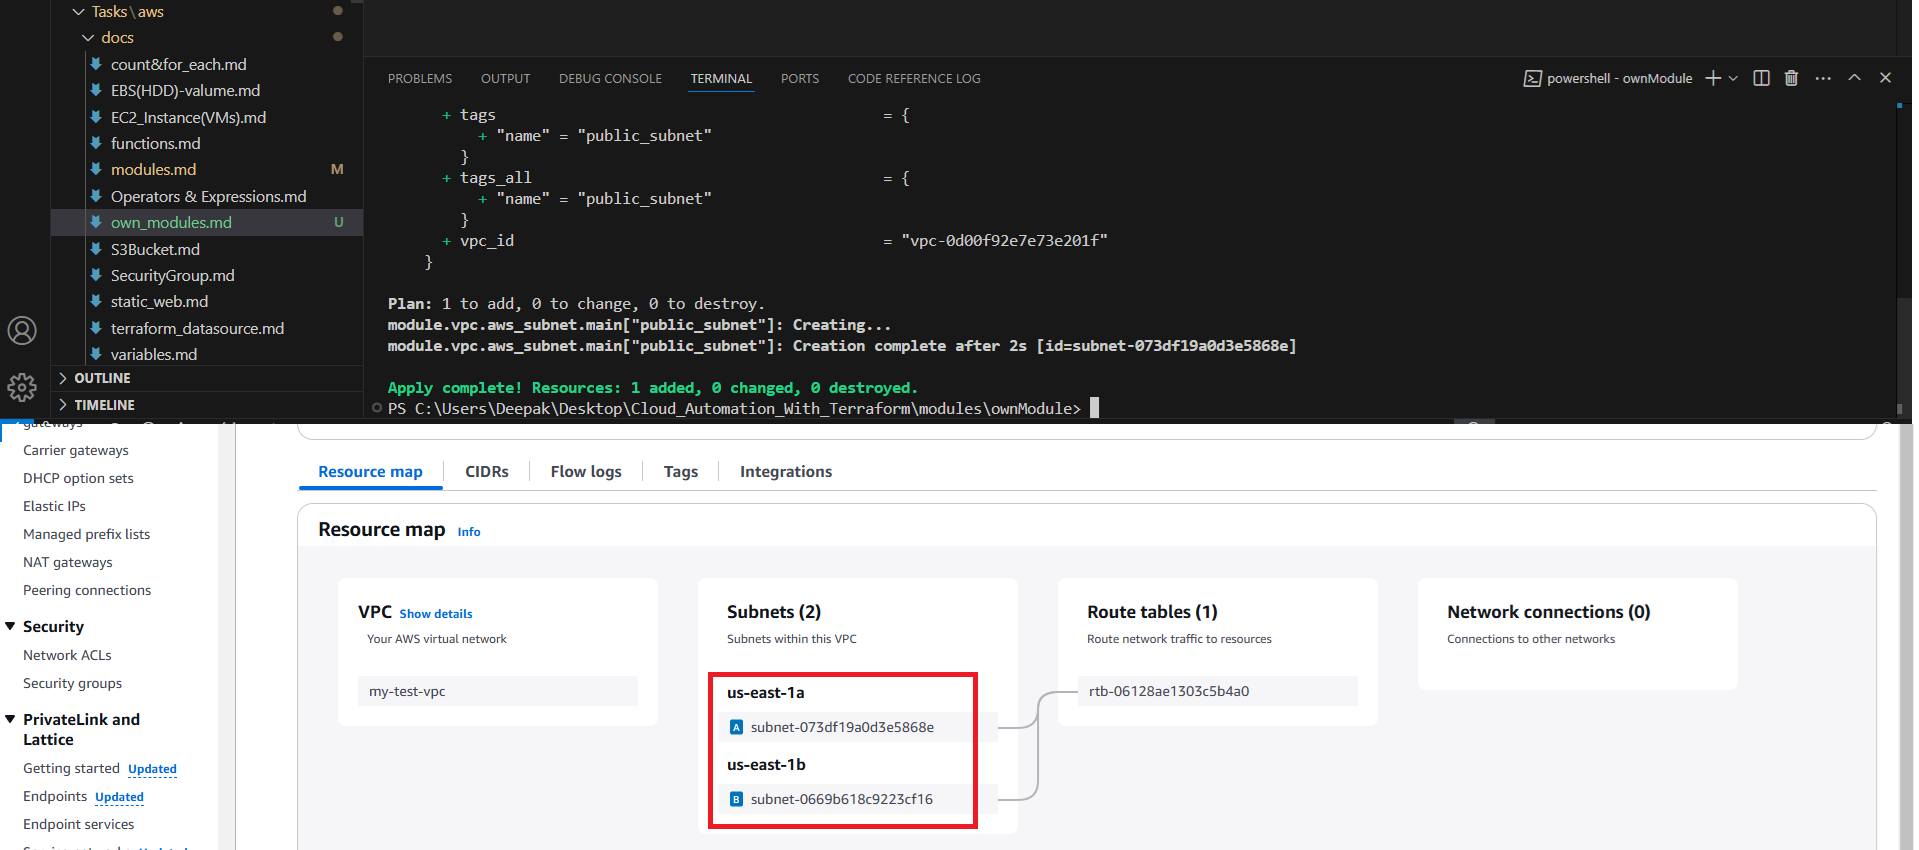 Tasks\aws
docs
count&for_each.md
EBS(HDD)-valume.md
EC2_Instance(VMs).md
functions.md
modules.md M
Operators & Expressions.md
own_modules.md U
S3Bucket.md
SecurityGroup.md
static_web.md
terraform_datasource.md
variables.md
OUTLINE
TIMELINE
PROBLEMS OUTPUT DEBUG CONSOLE TERMINAL PORTS CODE REFERENCE LOG
powershell - ownModule
+ tags = {
+ "name" = "public_subnet"
}
+ tags_all = {
+ "name" = "public_subnet"
}
+ vpc_id = "vpc-0d00f92e7e73e201f"
}
Plan: 1 to add, 0 to change, 0 to destroy.
module.vpc.aws_subnet.main["public_subnet"]: Creating...
module.vpc.aws_subnet.main["public_subnet"]: Creation complete after 2s [id=subnet-073df19a0d3e5868e]
Apply complete! Resources: 1 added, 0 changed, 0 destroyed.
PS C:\Users\Deepak\Desktop\Cloud_Automation_With_Terraform\modules\ownModule>
gateways
Carrier gateways
DHCP option sets
Elastic IPs
Managed prefix lists
NAT gateways
Peering connections
Security
Network ACLs
Security groups
PrivateLink and
Lattice
Getting started Updated
Endpoints Updated
Endpoint services
Resource map CIDRs Flow logs Tags Integrations
Resource map Info
VPC Show details
Your AWS virtual network
my-test-vpc
Subnets (2)
Subnets within this VPC
us-east-1a
A subnet-073df19a0d3e5868e
us-east-1b
B subnet-0669b618c9223cf16
Route tables (1)
Route network traffic to resources
rtb-06128ae1303c5b4a0
Network connections (0)
Connections to other networks